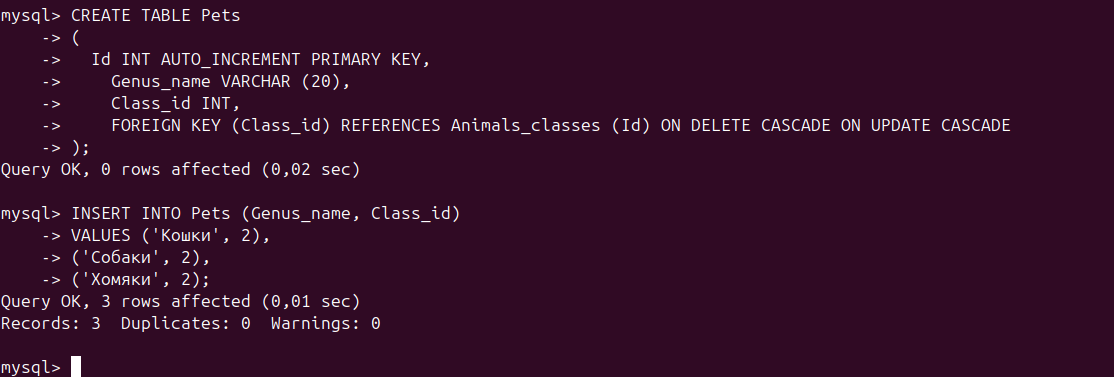 mysql> CREATE TABLE Pets
    -> (
    ->   Id INT AUTO_INCREMENT PRIMARY KEY,
    ->     Genus_name VARCHAR (20),
    ->     Class_id INT,
    ->     FOREIGN KEY (Class_id) REFERENCES Animals_classes (Id) ON DELETE CASCADE ON UPDATE CASCADE
    -> );
Query OK, 0 rows affected (0,02 sec)

mysql> INSERT INTO Pets (Genus_name, Class_id)
    -> VALUES ('Кошки', 2),
    -> ('Собаки', 2),
    -> ('Хомяки', 2);
Query OK, 3 rows affected (0,01 sec)
Records: 3  Duplicates: 0  Warnings: 0

mysql>